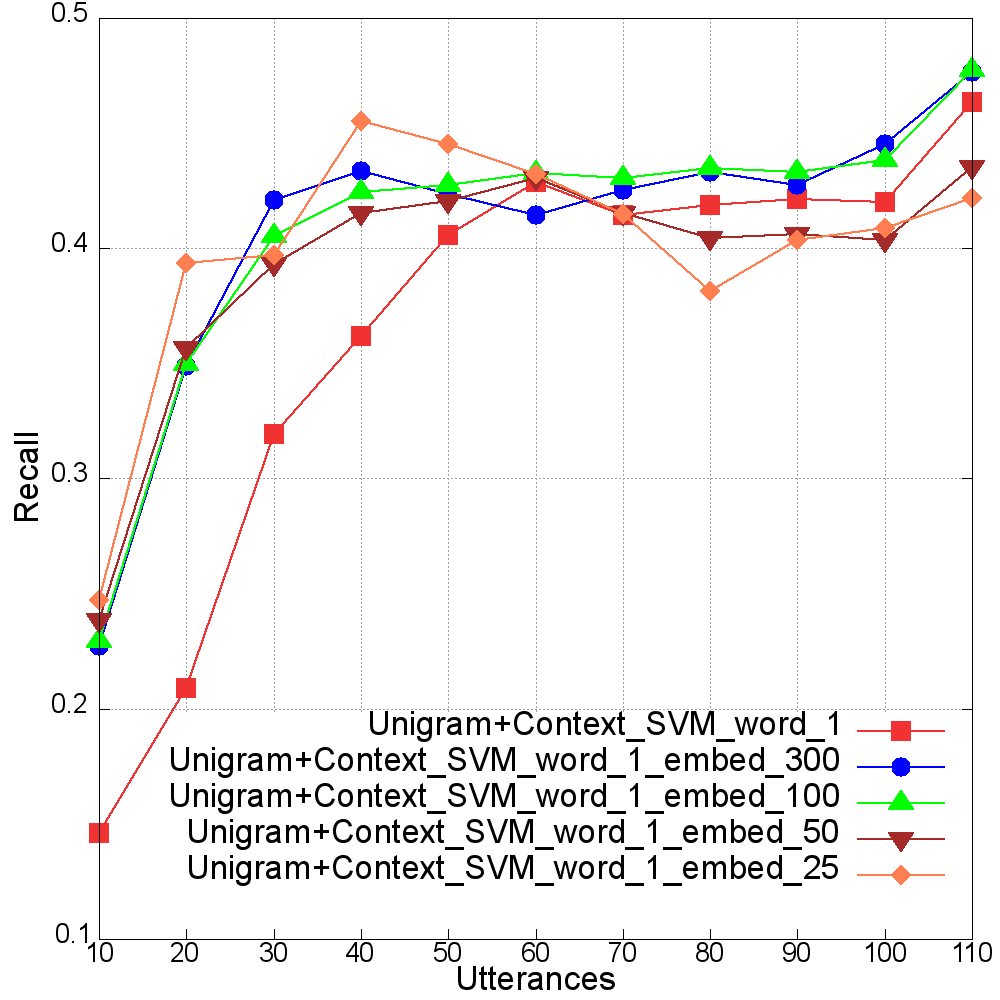 0.5
0.4
0.3
0.2
0.1
Recall
Unigram+Context_SVM_word_1
Unigram+Context_SVM_word_1_embed_300
Unigram+Context_SVM_word_1_embed_100
Unigram+Context_SVM_word_1_embed_50
Unigram+Context_SVM_word_1_embed_25
10 20 30 40 50 60 70 80 90 100 110
Utterances